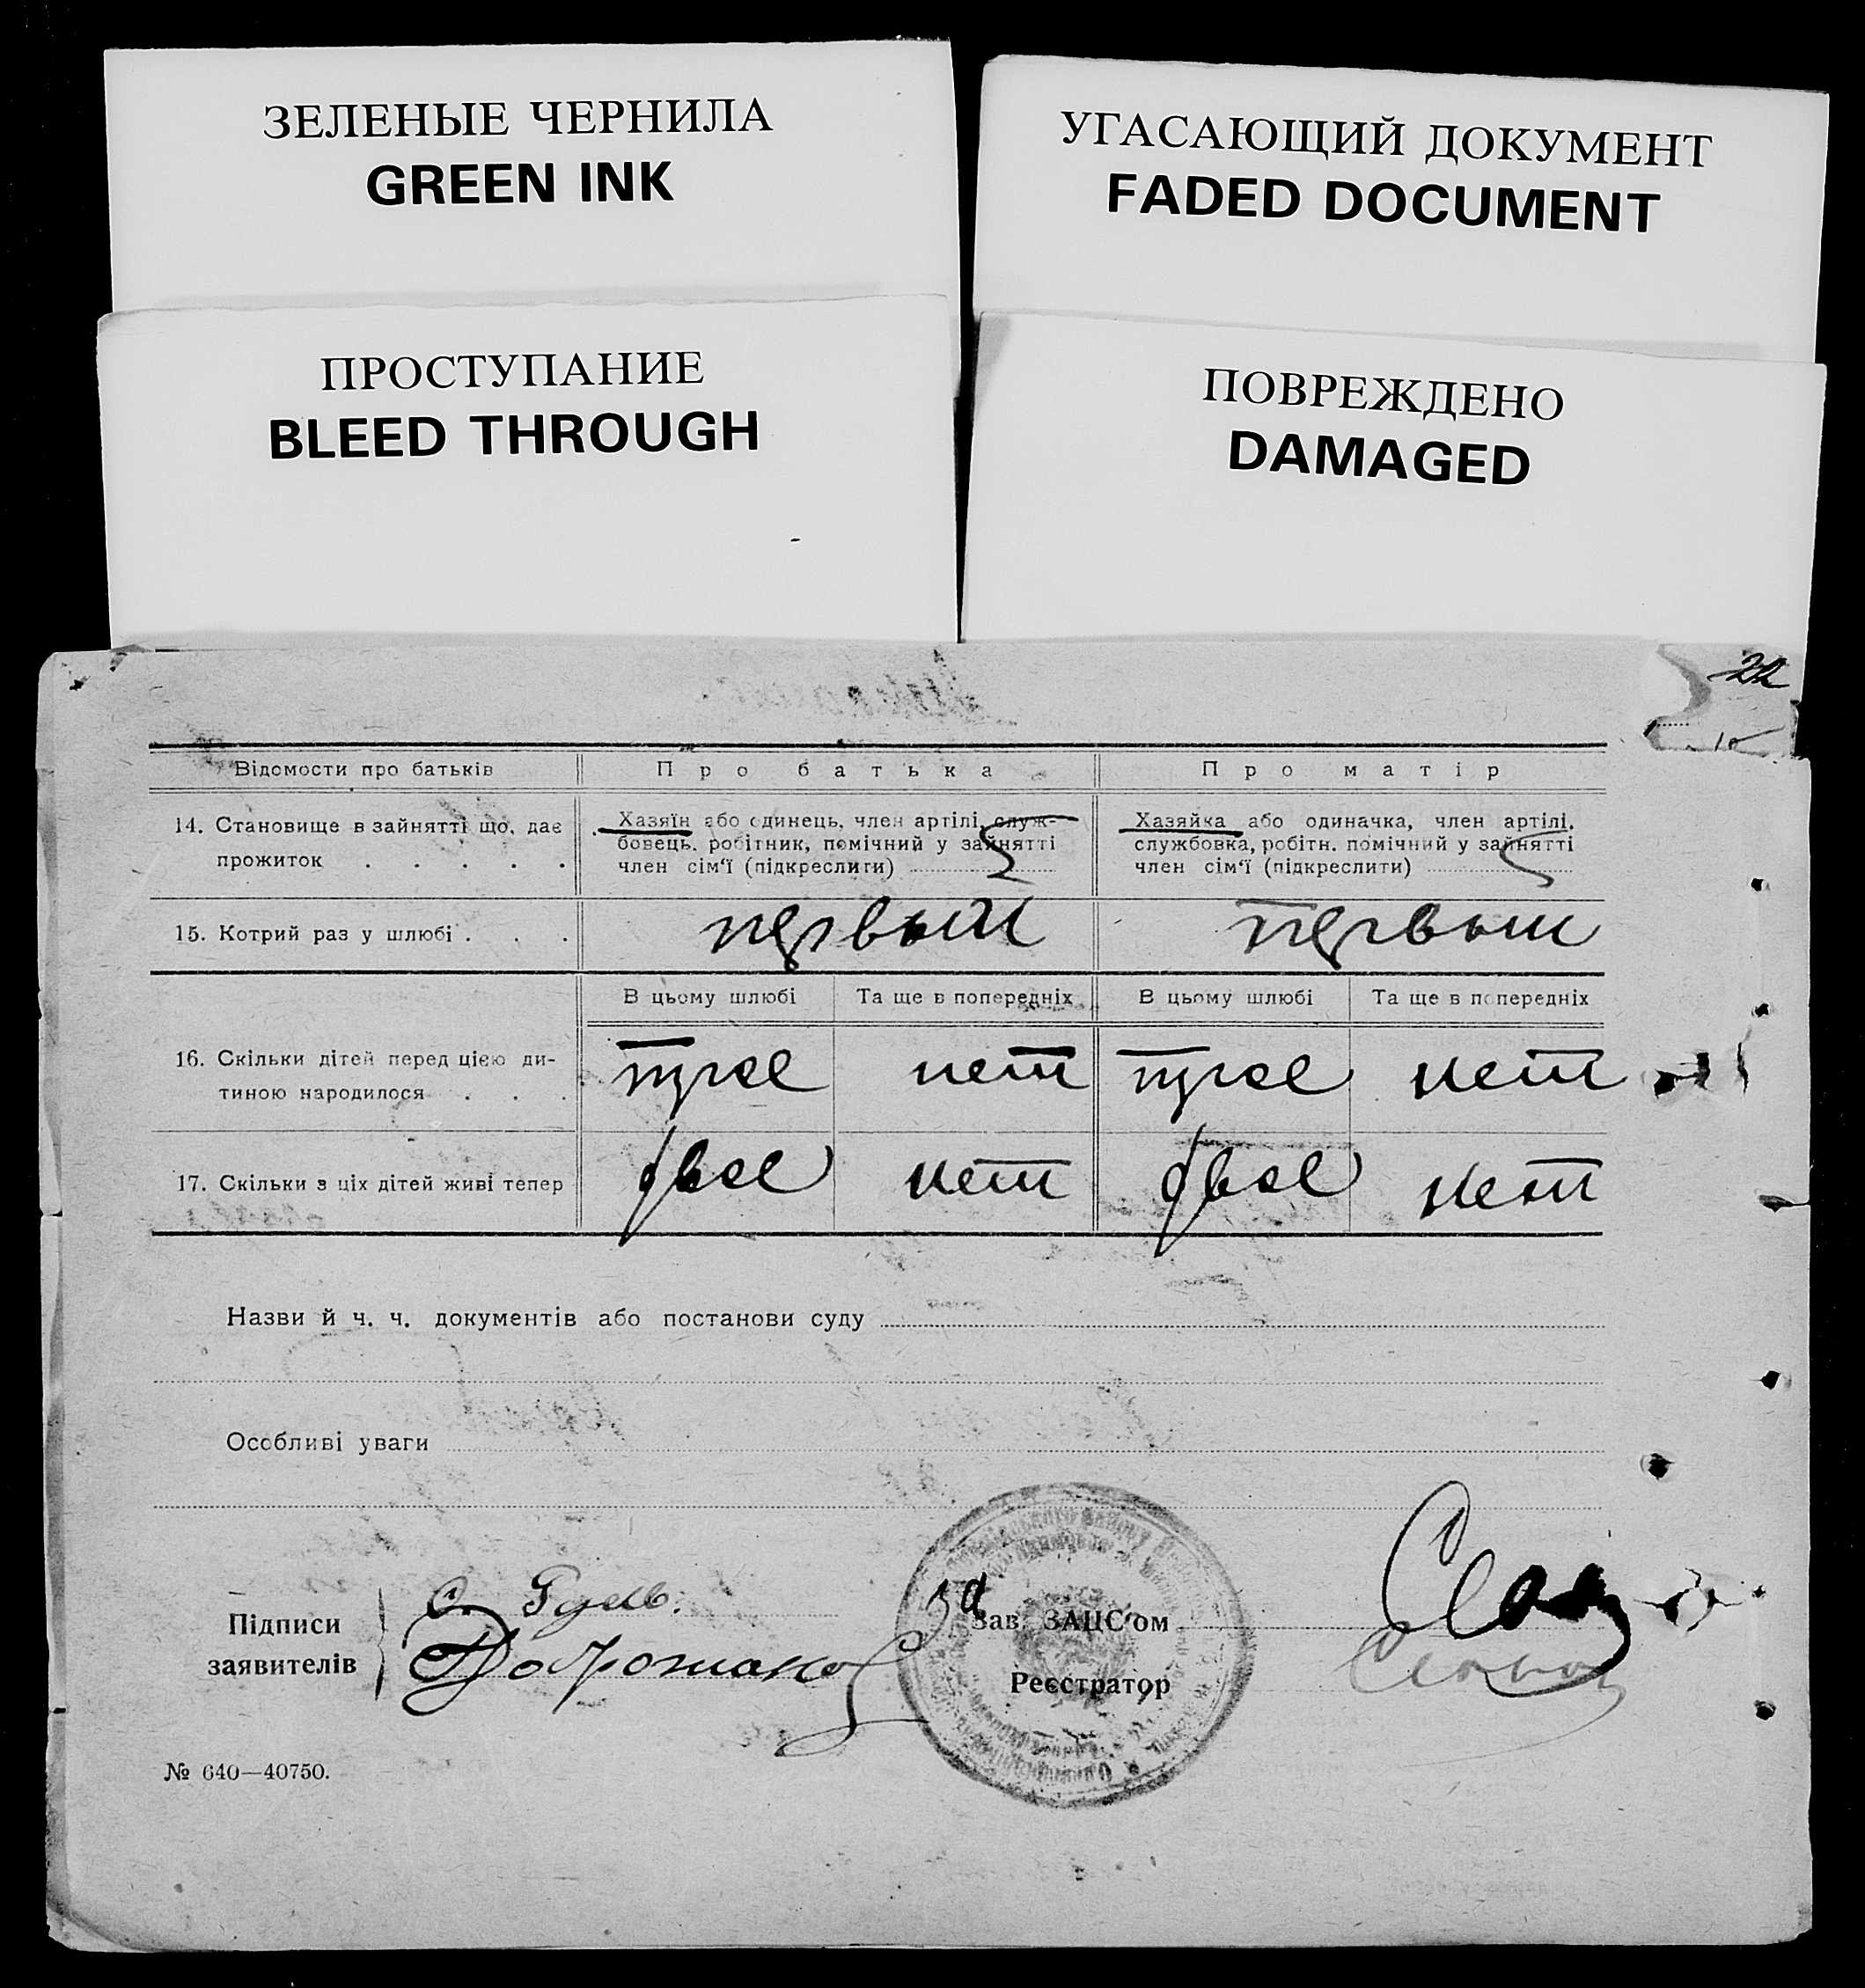 ЗЕЛЕНЫЕ ЧЕРНИЛА
GREEN INK
УГАСАЮЩИЙ ДОКУМЕНТ
FADED DOCUMENT
ПРОСТУПАНИЕ
BLEED THROUGH
ПОВРЕЖДЕНО
DAMAGED
22
Відомости про батьків Про батька Про матір
14. Становище в зайнятті що, дає прожиток . . . . .
Хазяїн або одинець, член артілі, служ-
бовець, робітник, помічний у зайнятті
член сім‘ї (підкреслити)
Хазяйка або одиначка, член артілі,
службовка, робітн. помічний у зайнятті
член сім‘ї (підкреслити)
15. Котрий раз у шлюбі . . . первый первый
В цьому шлюбі Та ще в попередніх В цьому шлюбі Та ще в попередніх
16. Скільки дітей перед цією ди-
тиною народилося . . . трое нет трое нет
17. Скільки з ціх дітей живі тепер двое нет двое нет
Назви й ч. ч. документів або постанови суду
Особливі уваги
Підписи
заявителів
Зав. ЗАЦС‘ом
Реєстратор
№ 640—40750.